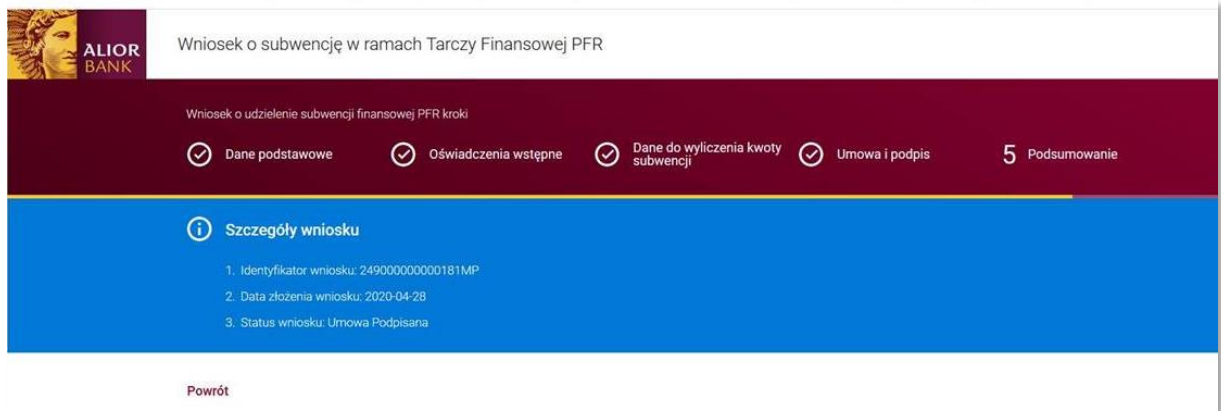 ALIOR
BANK
Wniosek o subwencję w ramach Tarczy Finansowej PFR
Wniosek o udzielenie subwencji finansowej PFR kroki
Dane podstawowe
Oświadczenia wstępne
Dane do wyliczenia kwoty
subwencji
Umowa i podpis
5 Podsumowanie
Szczegóły wniosku
1. Identyfikator wniosku: 249000000000181MP
2. Data złożenia wniosku: 2020-04-28
3. Status wniosku: Umowa Podpisana
Powrót